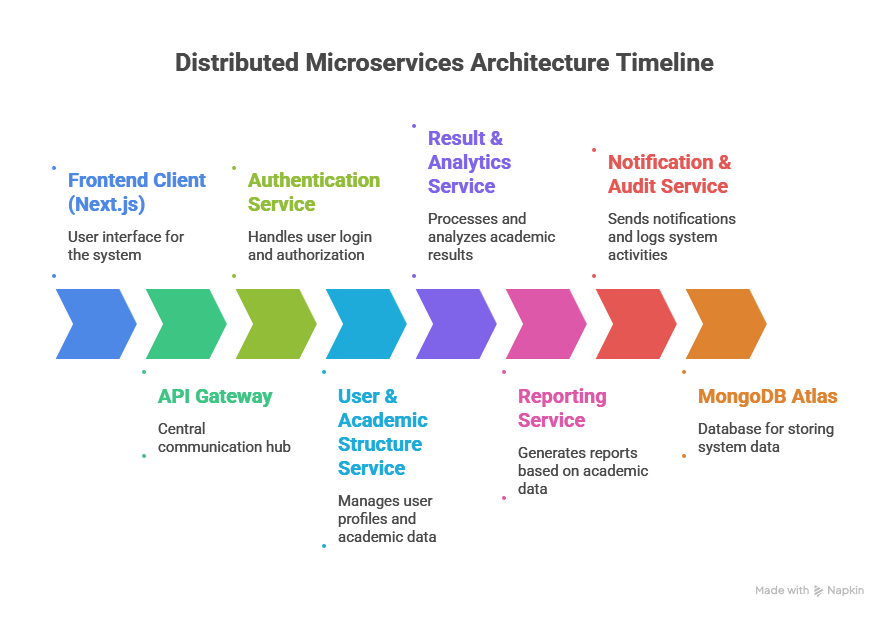 Distributed Microservices Architecture Timeline
Frontend Client
(Next.js)
User interface for
the system
Authentication
Service
Handles user login
and authorization
Result &
Analytics
Service
Processes and
analyzes academic
results
Notification &
Audit Service
Sends notifications
and logs system
activities
API Gateway
Central
communication hub
User &
Academic
Structure
Service
Manages user
profiles and
academic data
Reporting
Service
Generates reports
based on academic
data
MongoDB Atlas
Database for storing
system data
Made with Napkin